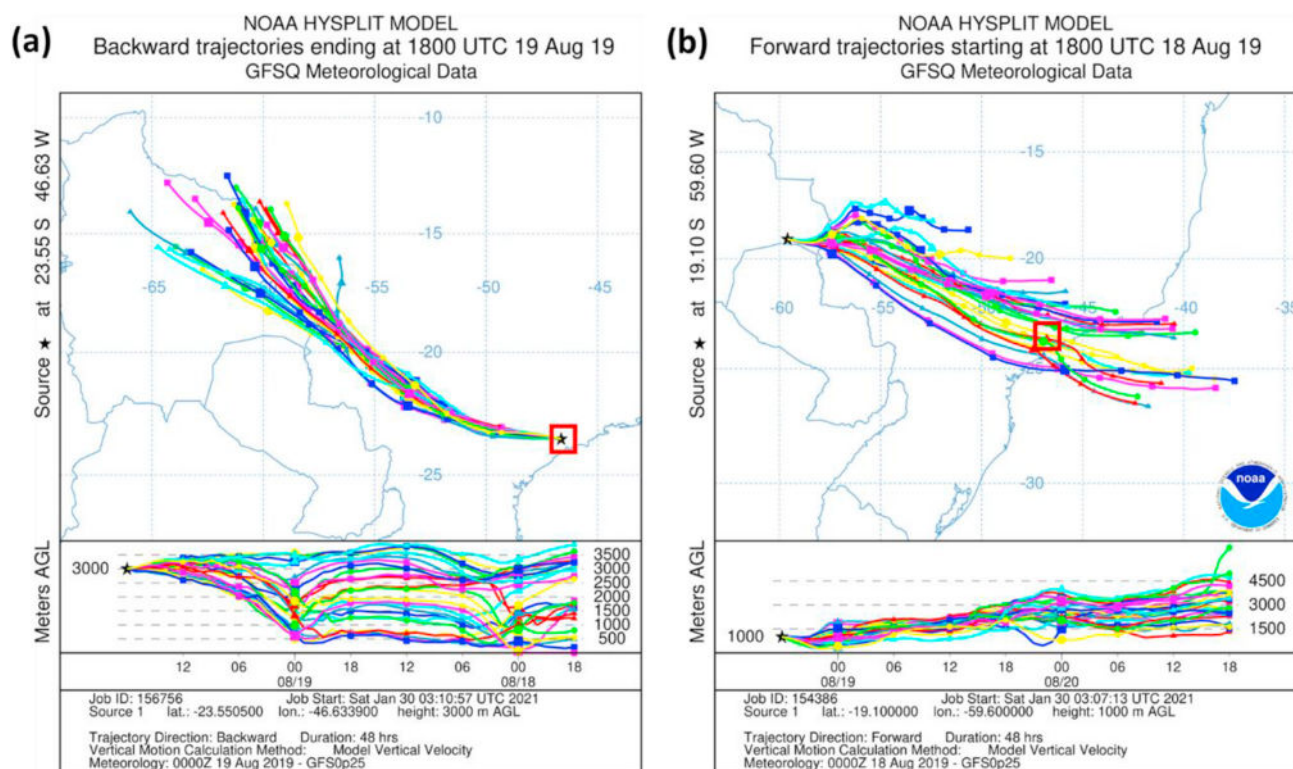 (a)
NOAA HYSPLIT MODEL
Backward trajectories ending at 1800 UTC 19 Aug 19
GFSQ Meteorological Data
Source ★ at 23.55 S 46.63 W
-10
-15
-65
-55
-50
-45
-20
-25
Meters AGL
3000
3500
3000
2500
2000
1500
1000
500
12 06 00 18 12 06 00 18
08/19 08/18
Job ID: 156756 Job Start: Sat Jan 30 03:10:57 UTC 2021
Source 1 lat.: -23.550500 lon.: -46.633900 height: 3000 m AGL
Trajectory Direction: Backward Duration: 48 hrs
Vertical Motion Calculation Method: Model Vertical Velocity
Meteorology: 0000Z 19 Aug 2019 - GFS0p25
(b)
NOAA HYSPLIT MODEL
Forward trajectories starting at 1800 UTC 18 Aug 19
GFSQ Meteorological Data
Source ★ at 19.10 S 59.60 W
-15
-20
-60
-55
-50
-45
-40
-35
-25
-30
noaa
Meters AGL
1000
4500
3000
1500
00 06 12 18 00 06 12 18
08/19 08/20
Job ID: 154386 Job Start: Sat Jan 30 03:07:13 UTC 2021
Source 1 lat.: -19.100000 lon.: -59.600000 height: 1000 m AGL
Trajectory Direction: Forward Duration: 48 hrs
Vertical Motion Calculation Method: Model Vertical Velocity
Meteorology: 0000Z 18 Aug 2019 - GFS0p25